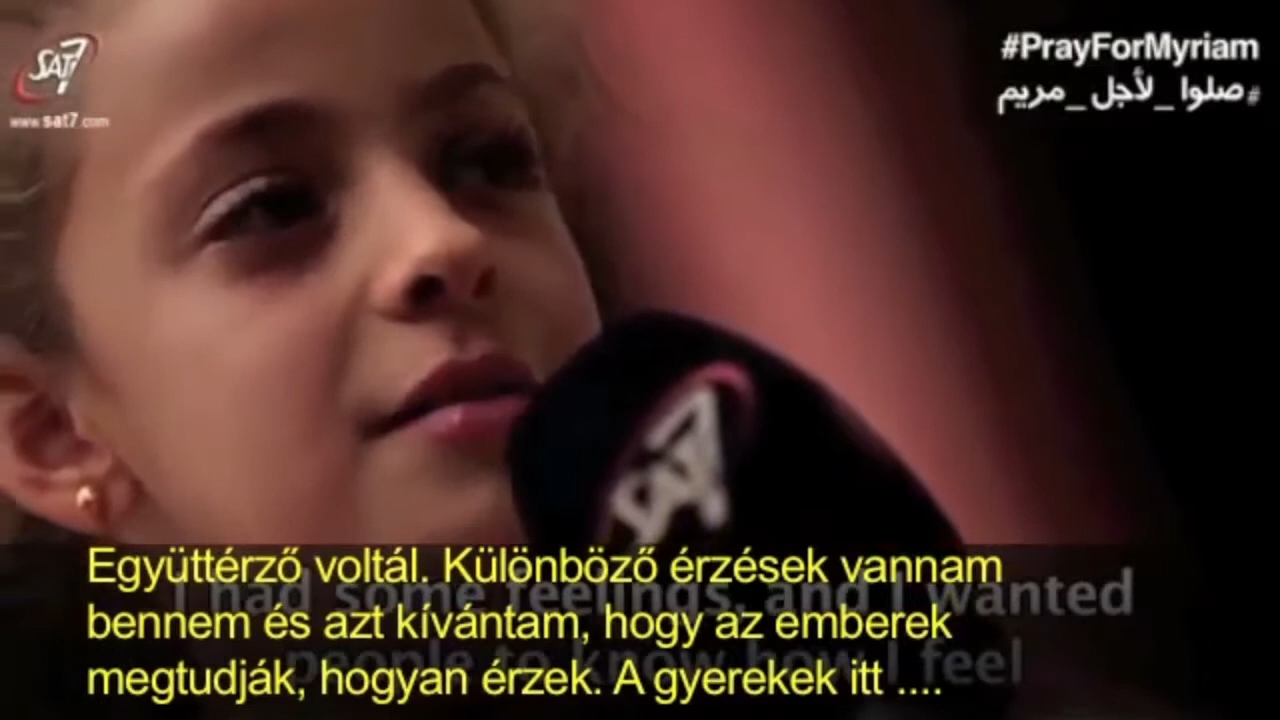 SAT7
www.sat7.com
#PrayForMyriam
#صلوا_لأجل_مريم
SAT7
Együttérző voltál. Különböző érzések vannam
bennem és azt kívántam, hogy az emberek
megtudják, hogyan érzek. A gyerekek itt ....
I had some feelings, and I wanted
people to know how I feel